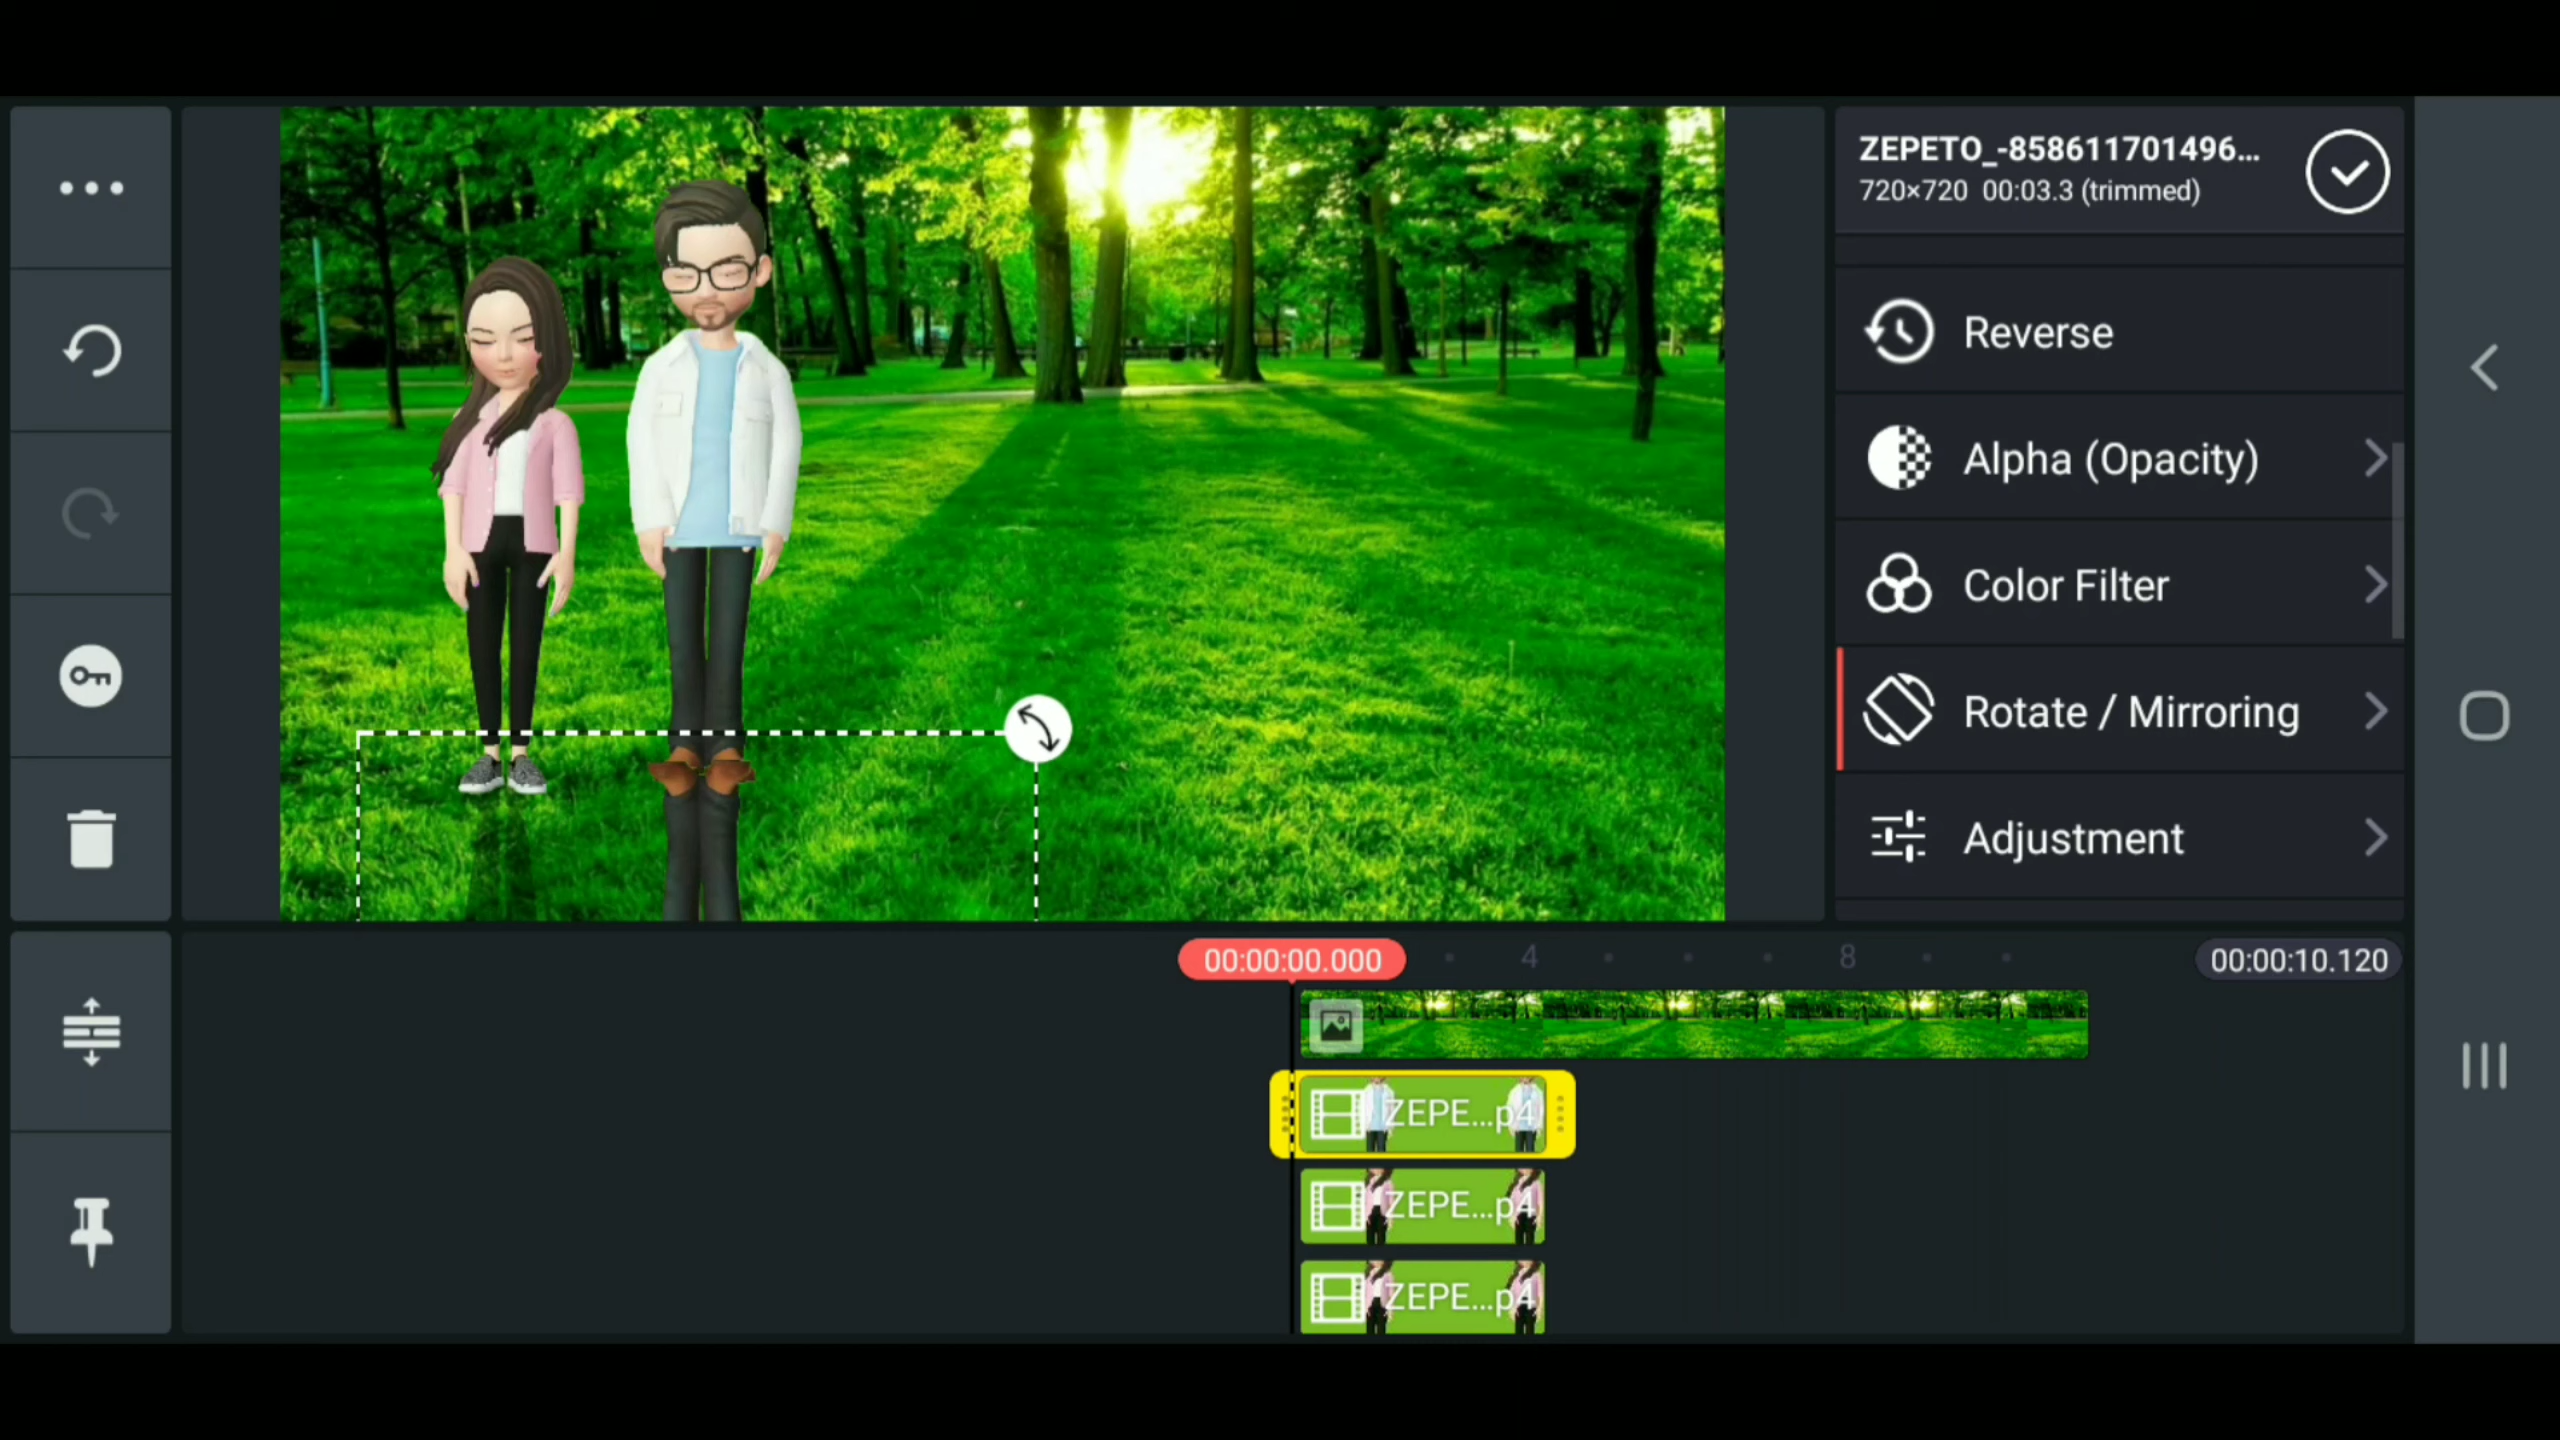 ZEPETO_-858611701496...
720×720 00:03.3 (trimmed)
Reverse
Alpha (Opacity)
Color Filter
Rotate / Mirroring
Adjustment
00:00:00.000
4
8
00:00:10.120
ZEPE...p4
ZEPE...p4
ZEPE...p4